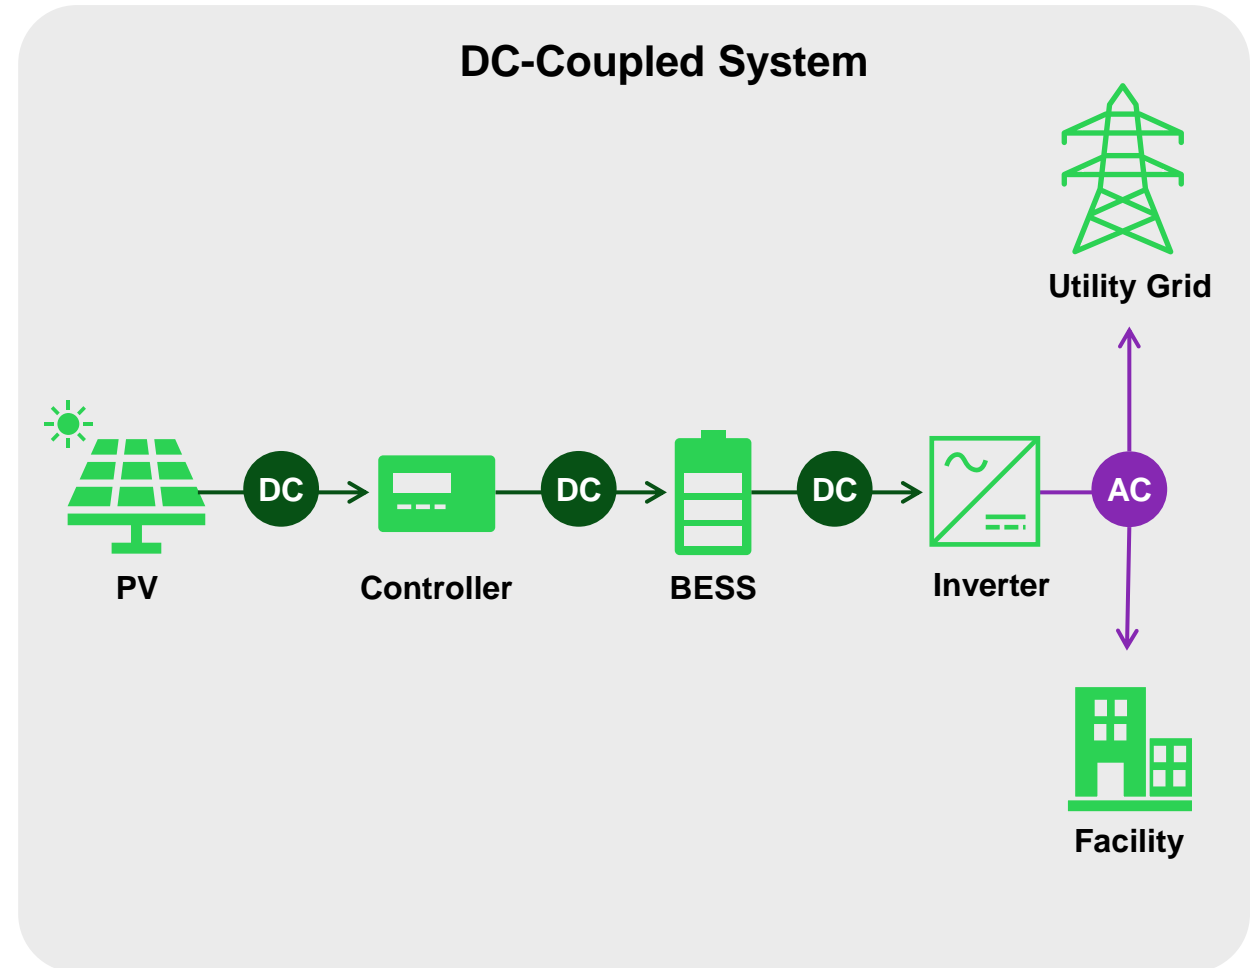 DC-Coupled System
Utility Grid
DC
DC
DC
AC
PV
Controller
BESS
Inverter
Facility